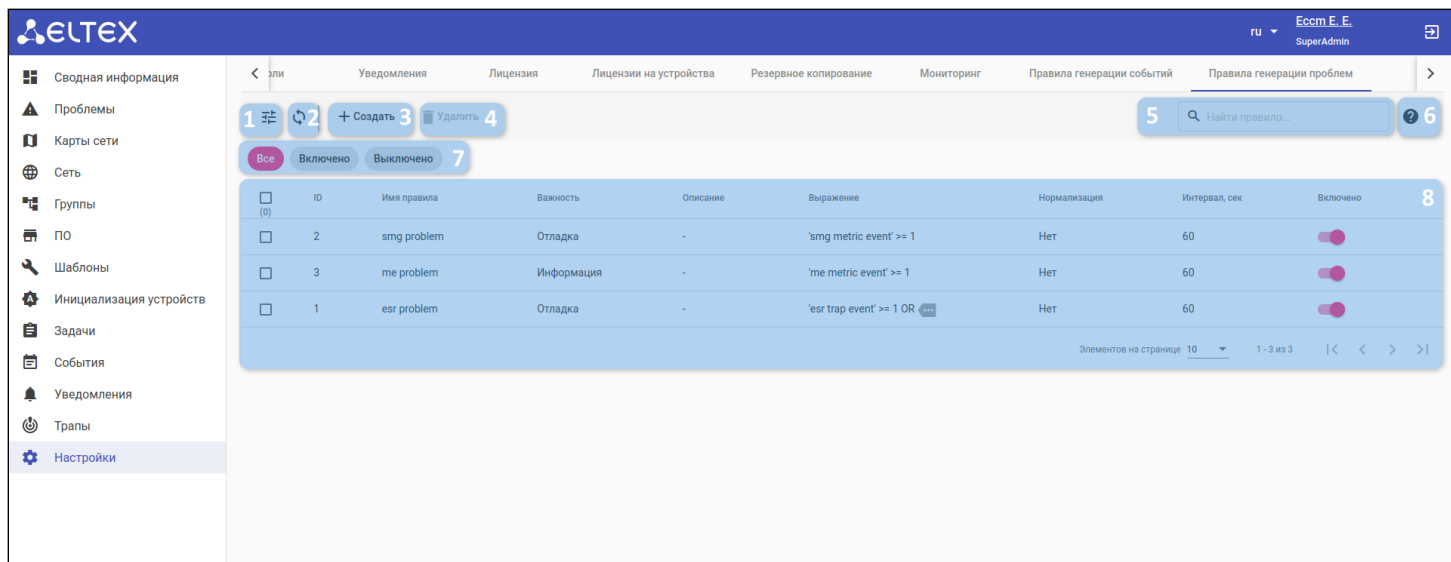 ELTEX
ru
Eccm E. E.
SuperAdmin
Сводная информация
Проблемы
Карты сети
Сеть
Группы
ПО
Шаблоны
Инициализация устройств
Задачи
События
Уведомления
Трапы
Настройки
оли Уведомления Лицензия Лицензии на устройства Резервное копирование Мониторинг Правила генерации событий Правила генерации проблем
1 2 + Создать 3 Удалить 4 5 Найти правило... ? 6
Все Включено Выключено 7
ID Имя правила Важность Описание Выражение Нормализация Интервал, сек Включено 8
(0)
2 smg problem Отладка - 'smg metric event' >= 1 Нет 60
3 me problem Информация - 'me metric event' >= 1 Нет 60
1 esr problem Отладка - 'esr trap event' >= 1 OR ... Нет 60
Элементов на странице 10 1 - 3 из 3